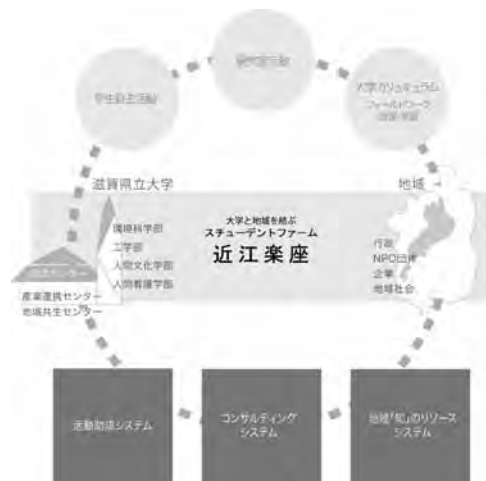 学生自主活動
大学カリキュラム
フィールドワーク
滋賀県立大学
地域
大学と地域を結ぶ
スチューデントファーム
近江楽座
環境科学部
工学部
人間文化学部
人間看護学部
行政
NPO団体
企業
地域社会
産業連携センター
地域共生センター
活動助成システム
コンサルティング
システム
地域「知」のリソース
システム